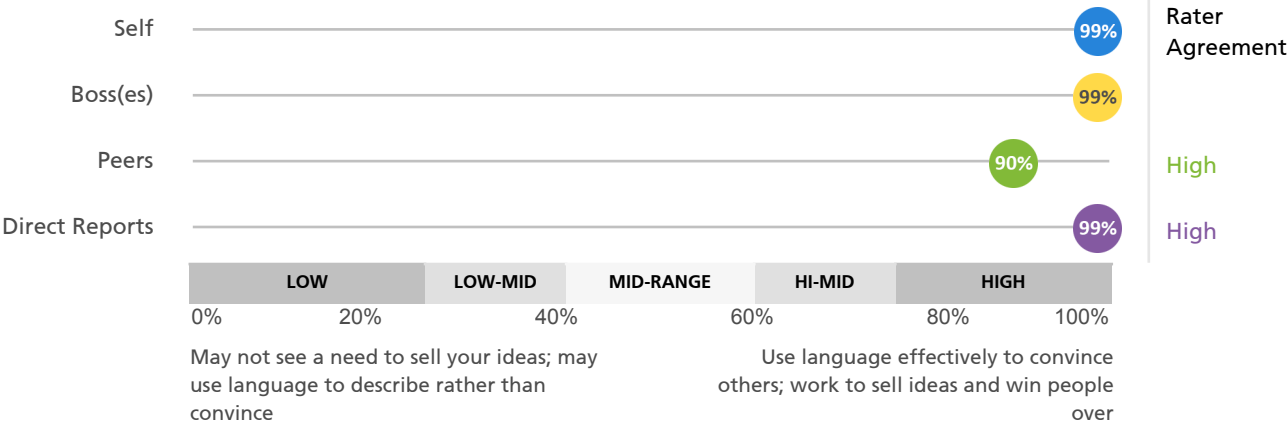 Self 99% Rater
Agreement
Boss(es) 99%
Peers 90% High
Direct Reports 99% High
LOW LOW-MID MID-RANGE HI-MID HIGH
0% 20% 40% 60% 80% 100%
May not see a need to sell your ideas; may
use language to describe rather than
convince
Use language effectively to convince
others; work to sell ideas and win people
over